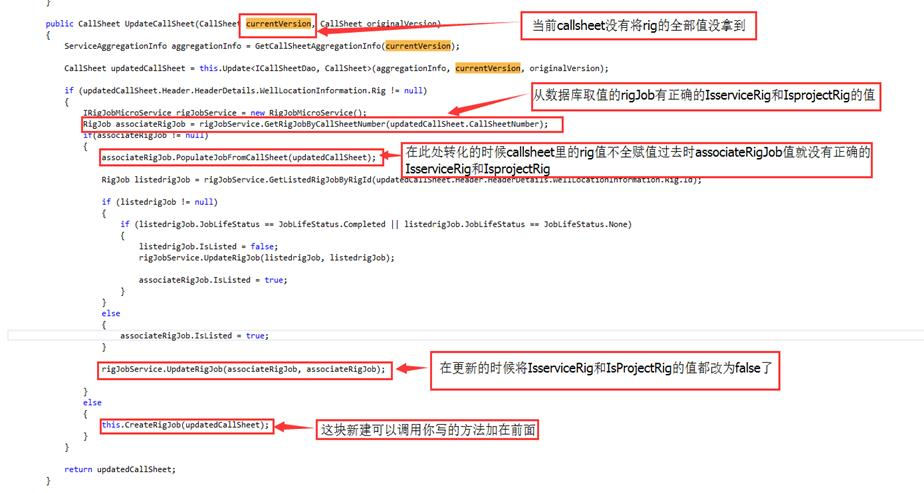 }
public CallSheet UpdateCallSheet(CallSheet currentVersion, CallSheet originalVersion)
当前callsheet没有将rig的全部值没拿到
{
ServiceAggregationInfo aggregationInfo = GetCallSheetAggregationInfo(currentVersion);
CallSheet updatedCallSheet = this.Update<ICallSheetDao, CallSheet>(aggregationInfo, currentVersion, originalVersion);
if (updatedCallSheet.Header.HeaderDetails.WellLocationInformation.Rig != null)
从数据库取值的rigJob有正确的IsserviceRig和IsprojectRig的值
{
IRigJobMicroService rigJobService = new RigJobMicroService();
RigJob associateRigJob = rigJobService.GetRigJobByCallSheetNumber(updatedCallSheet.CallSheetNumber);
if(associateRigJob != null)
{
associateRigJob.PopulateJobFromCallSheet(updatedCallSheet);
在此处转化的时候callsheet里的rig值不全赋值过去时associateRigJob值就没有正确的
IsserviceRig和IsprojectRig
RigJob listedrigJob = rigJobService.GetListedRigJobByRigId(updatedCallSheet.Header.HeaderDetails.WellLocationInformation.Rig.Id);
if (listedrigJob != null)
{
if (listedrigJob.JobLifeStatus == JobLifeStatus.Completed || listedrigJob.JobLifeStatus == JobLifeStatus.None)
{
listedrigJob.IsListed = false;
rigJobService.UpdateRigJob(listedrigJob, listedrigJob);
associateRigJob.IsListed = true;
}
}
else
{
associateRigJob.IsListed = true;
}
rigJobService.UpdateRigJob(associateRigJob, associateRigJob);
在更新的时候将IsserviceRig和IsProjectRig的值都改为false了
}
else
{
this.CreateRigJob(updatedCallSheet);
这块新建可以调用你写的方法加在前面
}
}
return updatedCallSheet;
}